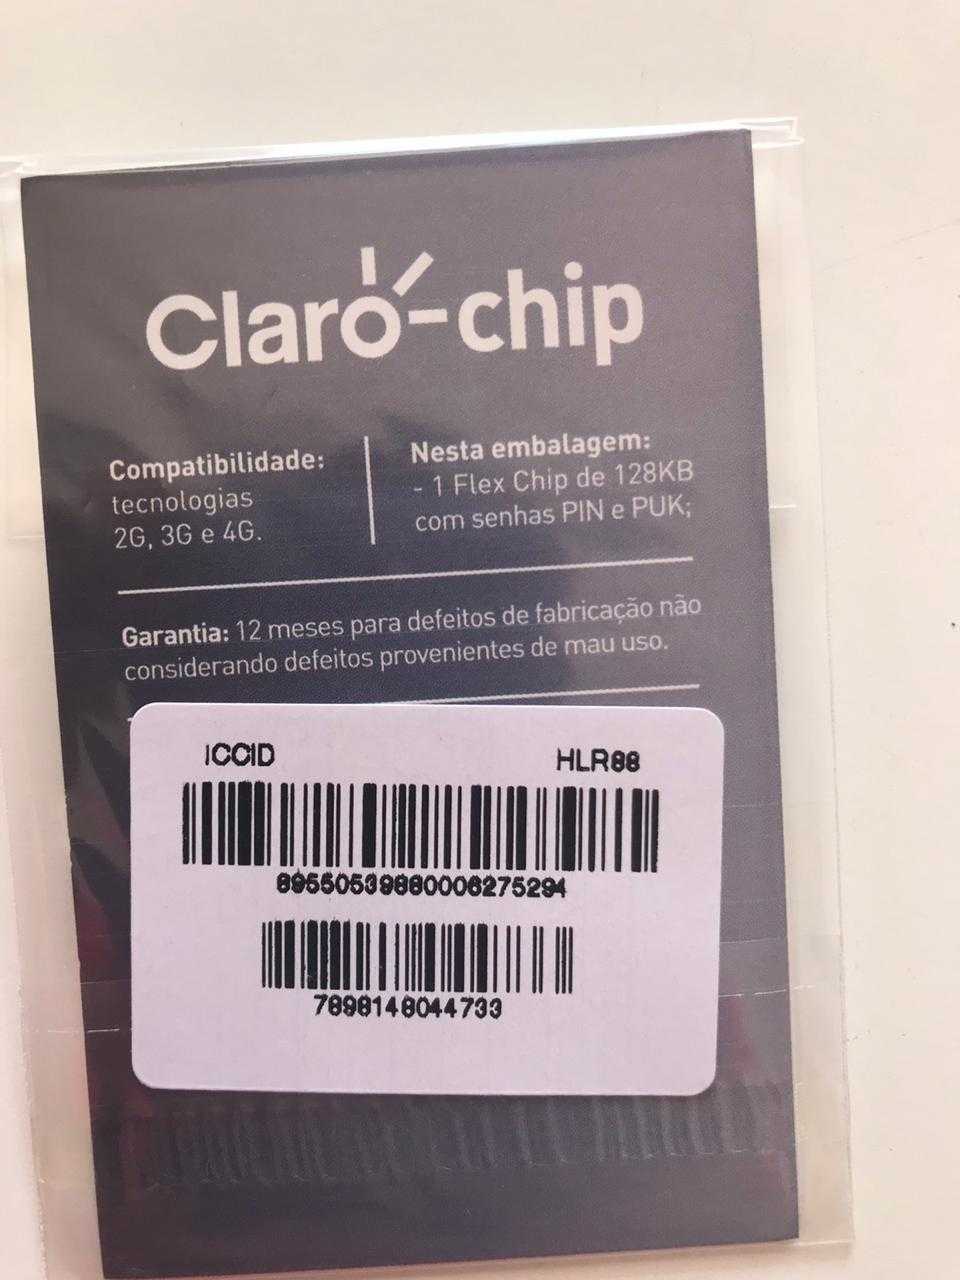 Claro-chip
Compatibilidade:
tecnologias
2G, 3G e 4G.
Nesta embalagem:
- 1 Flex Chip de 128KB
com senhas PIN e PUK;
Garantia: 12 meses para defeitos de fabricação não
considerando defeitos provenientes de mau uso.
ICCID
HLR88
89550539880006275294
7898148044733